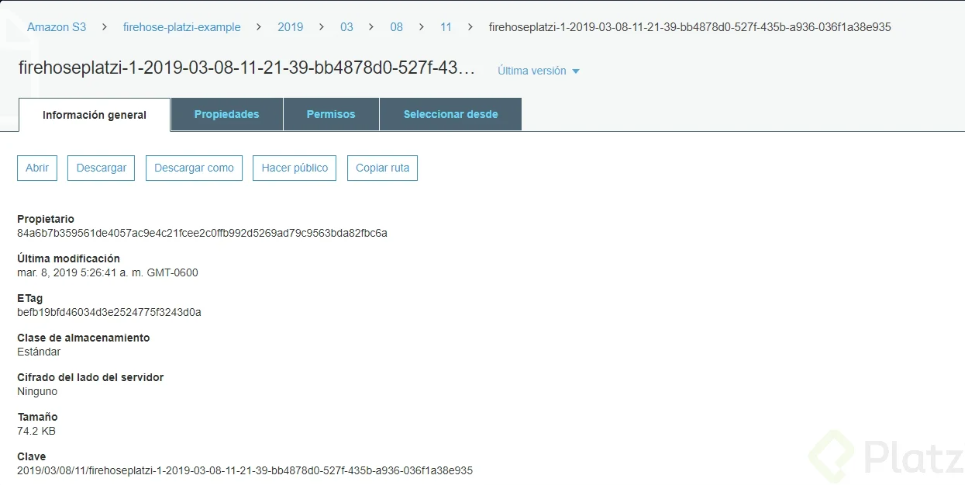 Amazon S3 > firehose-platzi-example > 2019 > 03 > 08 > 11 > firehoseplatzi-1-2019-03-08-11-21-39-bb4878d0-527f-435b-a936-036f1a38e935
firehoseplatzi-1-2019-03-08-11-21-39-bb4878d0-527f-43... Última versión
Información general Propiedades Permisos Seleccionar desde
Abrir Descargar Descargar como Hacer público Copiar ruta
Propietario
84a6b7b359561de4057ac9e4c21fcee2c0ffb992d5269ad79c9563bda82fbc6a
Última modificación
mar. 8, 2019 5:26:41 a. m. GMT-0600
ETag
befb19bfd46034d3e2524775f3243d0a
Clase de almacenamiento
Estándar
Cifrado del lado del servidor
Ninguno
Tamaño
74.2 KB
Clave
2019/03/08/11/firehoseplatzi-1-2019-03-08-11-21-39-bb4878d0-527f-435b-a936-036f1a38e935
Platz